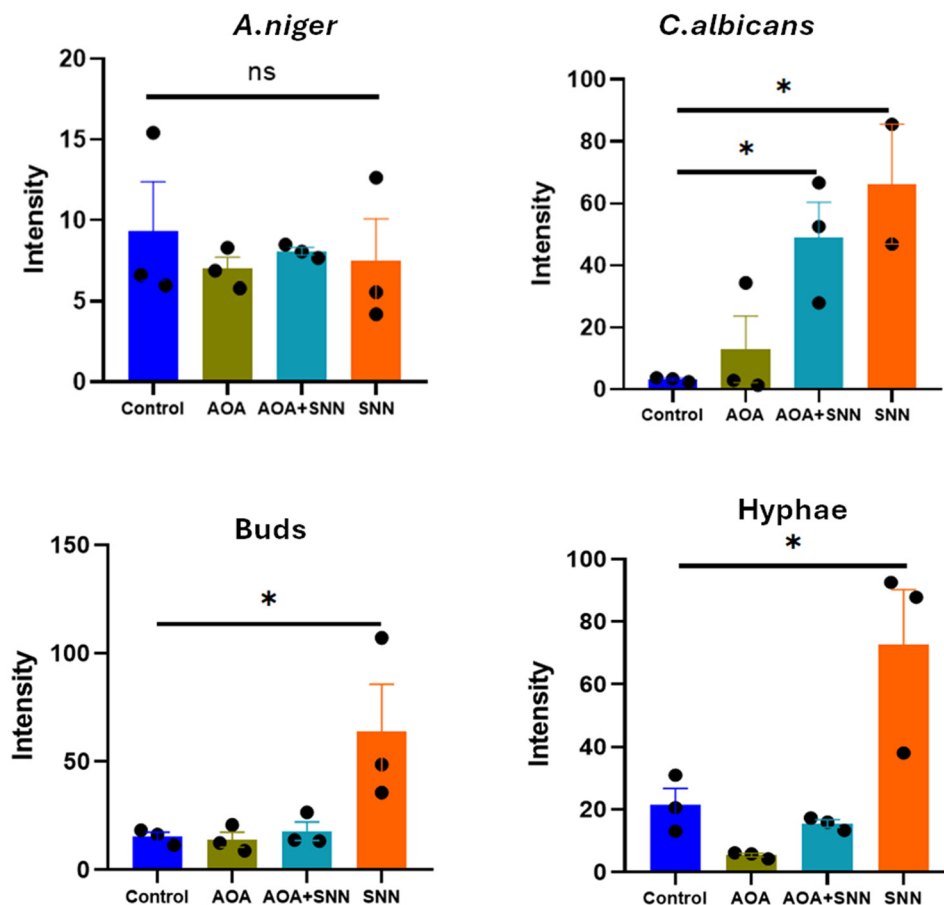 A.niger
20
15
10
5
0
Intensity
ns
Control AOA AOA+SNN SNN
C.albicans
100
80
60
40
20
0
Intensity
*
*
Control AOA AOA+SNN SNN
Buds
150
100
50
0
Intensity
*
Control AOA AOA+SNN SNN
Hyphae
100
80
60
40
20
0
Intensity
*
Control AOA AOA+SNN SNN